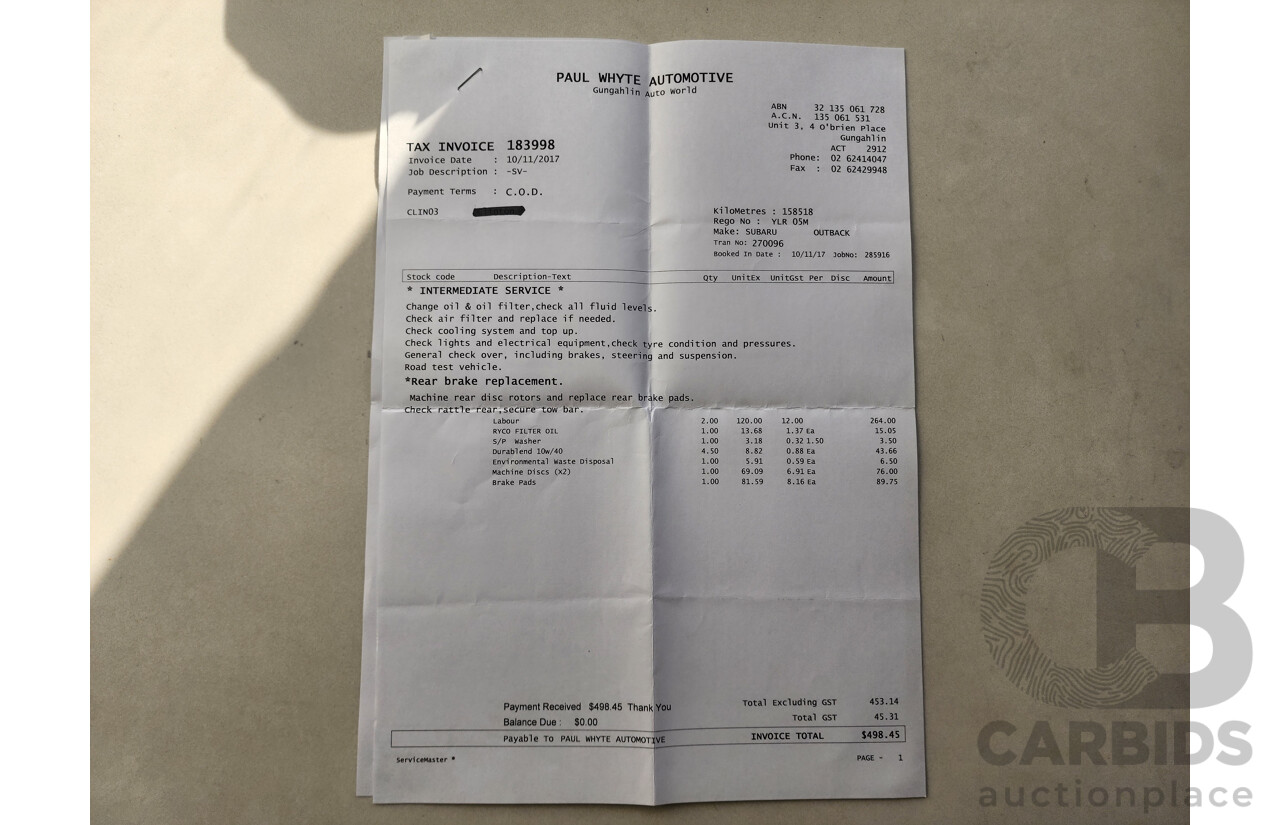 PAUL WHYTE AUTOMOTIVE
Gungahlin Auto World
ABN 32 135 061 728
A.C.N. 135 061 531
Unit 3, 4 O'brien Place
Gungahlin
ACT 2912
Phone: 02 62414047
Fax : 02 62429948
TAX INVOICE 183998
Invoice Date : 10/11/2017
Job Description : -SV-
Payment Terms : C.O.D.
CLIN03
KiloMetres : 158518
Rego No : YLR 05M
Make: SUBARU OUTBACK
Tran No: 270096
Booked In Date : 10/11/17 JobNo: 285916
Stock code Description-Text Qty UnitEx UnitGst Per Disc Amount
* INTERMEDIATE SERVICE *
Change oil & oil filter,check all fluid levels.
Check air filter and replace if needed.
Check cooling system and top up.
Check lights and electrical equipment,check tyre condition and pressures.
General check over, including brakes, steering and suspension.
Road test vehicle.
*Rear brake replacement.
Machine rear disc rotors and replace rear brake pads.
Check rattle rear,secure tow bar.
Labour 2.00 120.00 12.00 264.00
RYCO FILTER OIL 1.00 13.68 1.37 Ea 15.05
S/P Washer 1.00 3.18 0.32 1.50 3.50
Durablend 10w/40 4.50 8.82 0.88 Ea 43.66
Environmental Waste Disposal 1.00 5.91 0.59 Ea 6.50
Machine Discs (X2) 1.00 69.09 6.91 Ea 76.00
Brake Pads 1.00 81.59 8.16 Ea 89.75
Payment Received $498.45 Thank You
Balance Due : $0.00
Payable To PAUL WHYTE AUTOMOTIVE
Total Excluding GST 453.14
Total GST 45.31
INVOICE TOTAL $498.45
ServiceMaster *
PAGE - 1
CB
CARBIDS
auctionplace